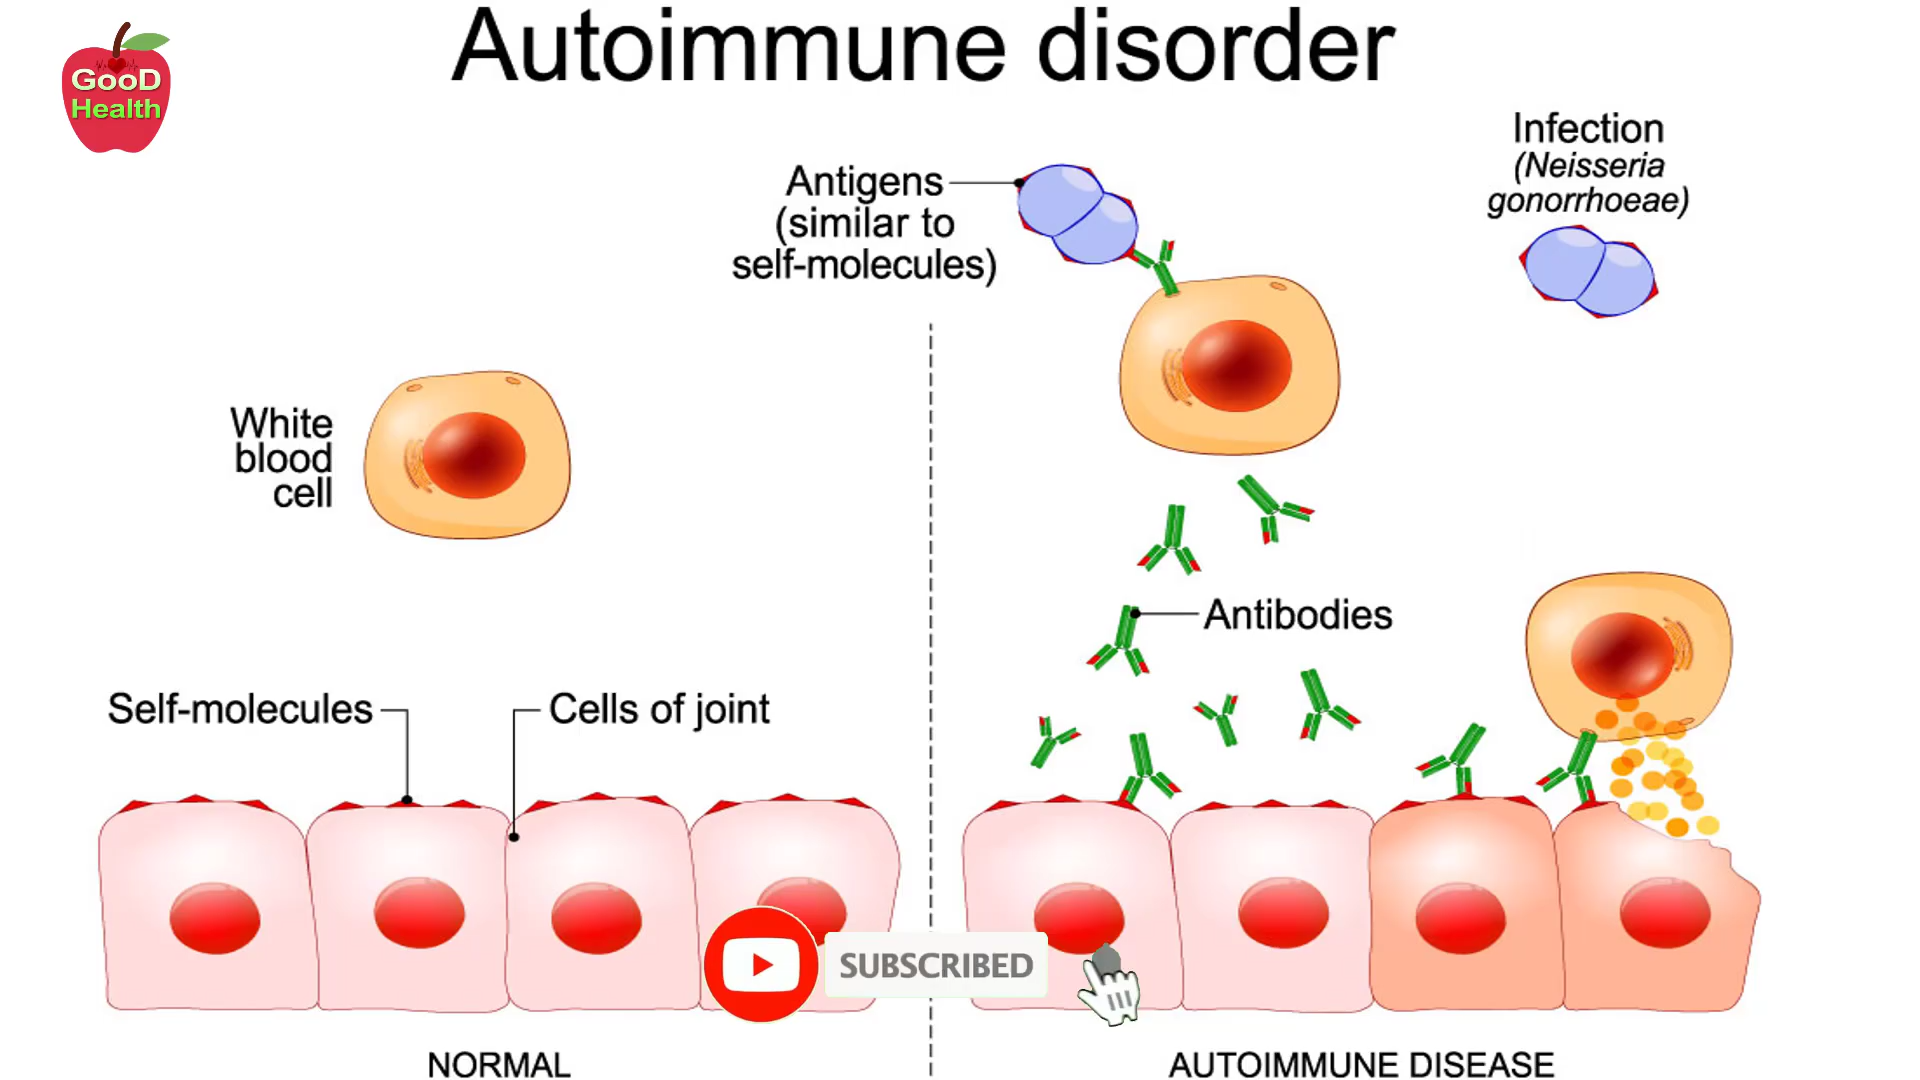 Autoimmune disorder
GooD
Health
Infection
(Neisseria
gonorrhoeae)
Antigens
(similar to
self-molecules)
White
blood
cell
Antibodies
Self-molecules
Cells of joint
SUBSCRIBED
NORMAL
AUTOIMMUNE DISEASE